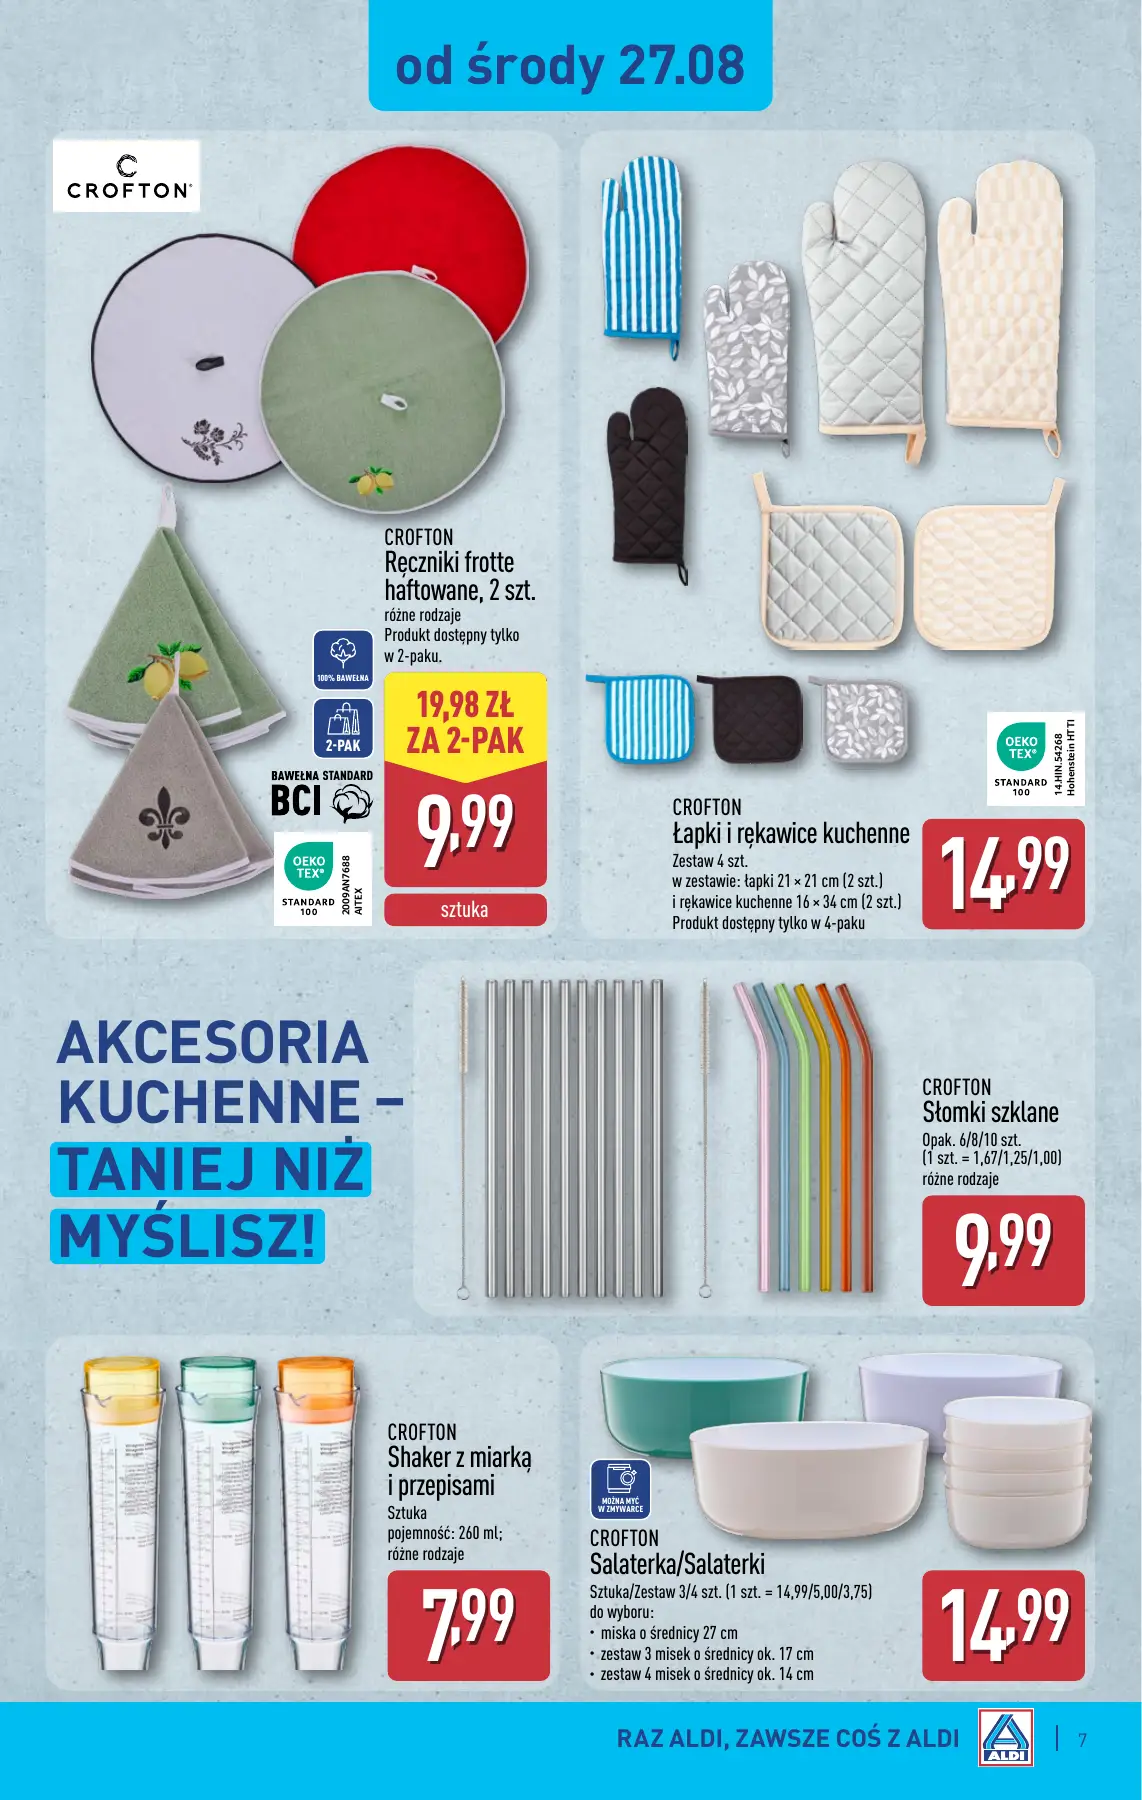 od środy 27.08
CROFTON
CROFTON
Ręczniki frotte
haftowane, 2 szt.
różne rodzaje
Produkt dostępny tylko
w 2-paku.
100% BAWEŁNA
2-PAK
BAWEŁNA STANDARD
BCI
OEKO
TEX®
STANDARD
100
2009AN7688
AITEX
19,98 ZŁ
ZA 2-PAK
9,99
sztuka
OEKO
TEX®
STANDARD
100
14.HIN.54268
Hohenstein HTTI
CROFTON
Łapki i rękawice kuchenne
Zestaw 4 szt.
w zestawie: łapki 21 × 21 cm (2 szt.)
i rękawice kuchenne 16 × 34 cm (2 szt.)
Produkt dostępny tylko w 4-paku
14,99
AKCESORIA
KUCHENNE –
TANIEJ NIŻ
MYŚLISZ!
CROFTON
Słomki szklane
Opak. 6/8/10 szt.
(1 szt. = 1,67/1,25/1,00)
różne rodzaje
9,99
CROFTON
Shaker z miarką
i przepisami
Sztuka
pojemność: 260 ml;
różne rodzaje
7,99
MOŻNA MYĆ
W ZMYWARCE
CROFTON
Salaterka/Salaterki
Sztuka/Zestaw 3/4 szt. (1 szt. = 14,99/5,00/3,75)
do wyboru:
• miska o średnicy 27 cm
• zestaw 3 misek o średnicy ok. 17 cm
• zestaw 4 misek o średnicy ok. 14 cm
14,99
RAZ ALDI, ZAWSZE COŚ Z ALDI
ALDI
7